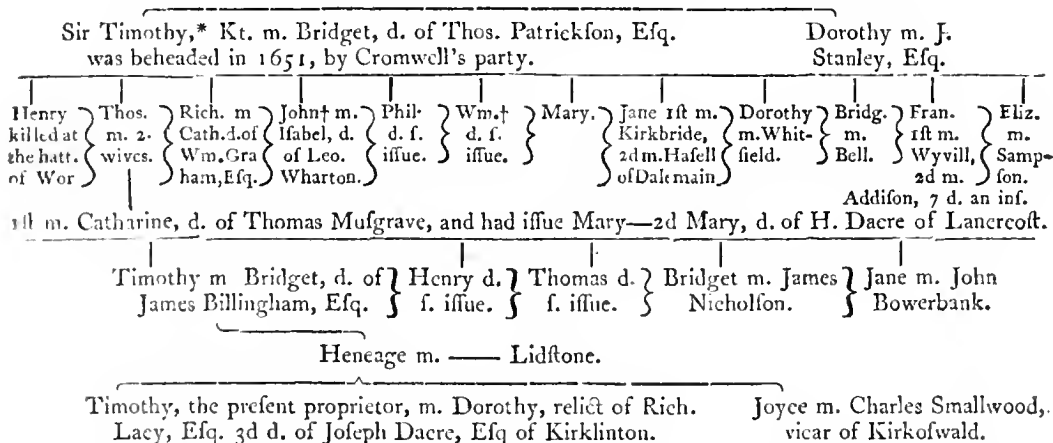 Sir Timothy,* Kt. m. Bridget, d. of Thos. Patrickſon, Eſq. Dorothy m. J.
was beheaded in 1651, by Cromwell's party. Stanley, Eſq.
Henry Thos. Rich. m John† m. Phil· Wm.† Mary. Jane 1ſt m. Dorothy Bridg. Fran. Eliz.
killed at m. 2. Cath.d.of Iſabel, d. d. ſ. d. ſ. Kirkbride, m.Whit- m. 1ſt m. m.
the batt. wives. Wm.Gra of Leo. iſſue. iſſue. 2d m.Haſell field. Bell. Wyvill, Samp-
of Wor ham,Eſq. Wharton. of Dalemain 2d m. ſon.
Addiſon, 7 d. an inf.
1ſt m. Catharine, d. of Thomas Muſgrave, and had iſſue Mary—2d Mary, d. of H. Dacre of Lanercoſt.
Timothy m Bridget, d. of Henry d. Thomas d. Bridget m. James Jane m. John
James Billingham, Eſq. ſ. iſſue. ſ. iſſue. Nicholſon. Bowerbank.
Heneage m. —— Lidſtone.
Timothy, the preſent proprietor, m. Dorothy, relict of Rich. Joyce m. Charles Smallwood,
Lacy, Eſq. 3d d. of Joſeph Dacre, Eſq of Kirklinton. vicar of Kirkoſwald.